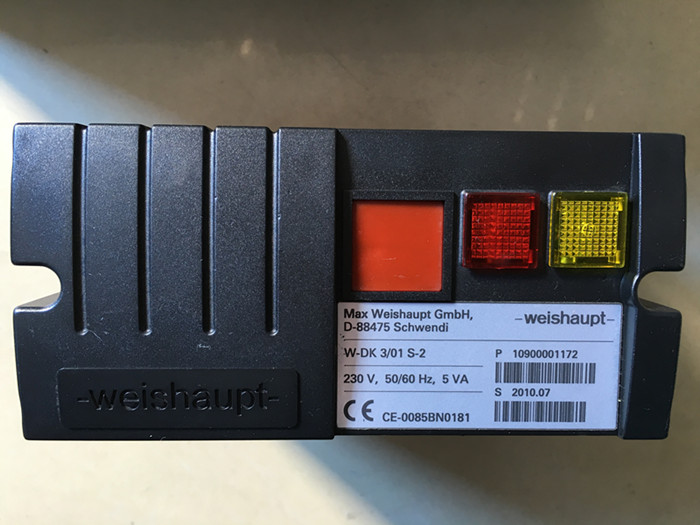 Max Weishaupt GmbH,
D-88475 Schwendi
-weishaupt-
W-DK 3/01 S-2
P 10900001172
230 V, 50/60 Hz, 5 VA
S 2010.07
CE CE-0085BN0181
-weishaupt-